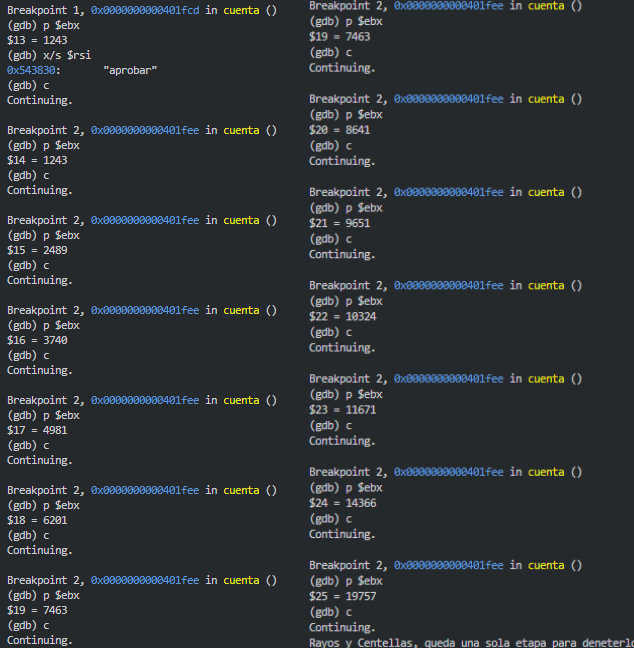 Breakpoint 1, 0x0000000000401fcd in cuenta ()
(gdb) p $ebx
$13 = 1243
(gdb) x/s $rsi
0x543830:       "aprobar"
(gdb) c
Continuing.

Breakpoint 2, 0x0000000000401fee in cuenta ()
(gdb) p $ebx
$14 = 1243
(gdb) c
Continuing.

Breakpoint 2, 0x0000000000401fee in cuenta ()
(gdb) p $ebx
$15 = 2489
(gdb) c
Continuing.

Breakpoint 2, 0x0000000000401fee in cuenta ()
(gdb) p $ebx
$16 = 3740
(gdb) c
Continuing.

Breakpoint 2, 0x0000000000401fee in cuenta ()
(gdb) p $ebx
$17 = 4981
(gdb) c
Continuing.

Breakpoint 2, 0x0000000000401fee in cuenta ()
(gdb) p $ebx
$18 = 6201
(gdb) c
Continuing.

Breakpoint 2, 0x0000000000401fee in cuenta ()
(gdb) p $ebx
$19 = 7463
(gdb) c
Continuing.

Breakpoint 2, 0x0000000000401fee in cuenta ()
(gdb) p $ebx
$19 = 7463
(gdb) c
Continuing.

Breakpoint 2, 0x0000000000401fee in cuenta ()
(gdb) p $ebx
$20 = 8641
(gdb) c
Continuing.

Breakpoint 2, 0x0000000000401fee in cuenta ()
(gdb) p $ebx
$21 = 9651
(gdb) c
Continuing.

Breakpoint 2, 0x0000000000401fee in cuenta ()
(gdb) p $ebx
$22 = 10324
(gdb) c
Continuing.

Breakpoint 2, 0x0000000000401fee in cuenta ()
(gdb) p $ebx
$23 = 11671
(gdb) c
Continuing.

Breakpoint 2, 0x0000000000401fee in cuenta ()
(gdb) p $ebx
$24 = 14366
(gdb) c
Continuing.

Breakpoint 2, 0x0000000000401fee in cuenta ()
(gdb) p $ebx
$25 = 19757
(gdb) c
Continuing.
Rayos y Centellas, queda una sola etapa para deneterlo